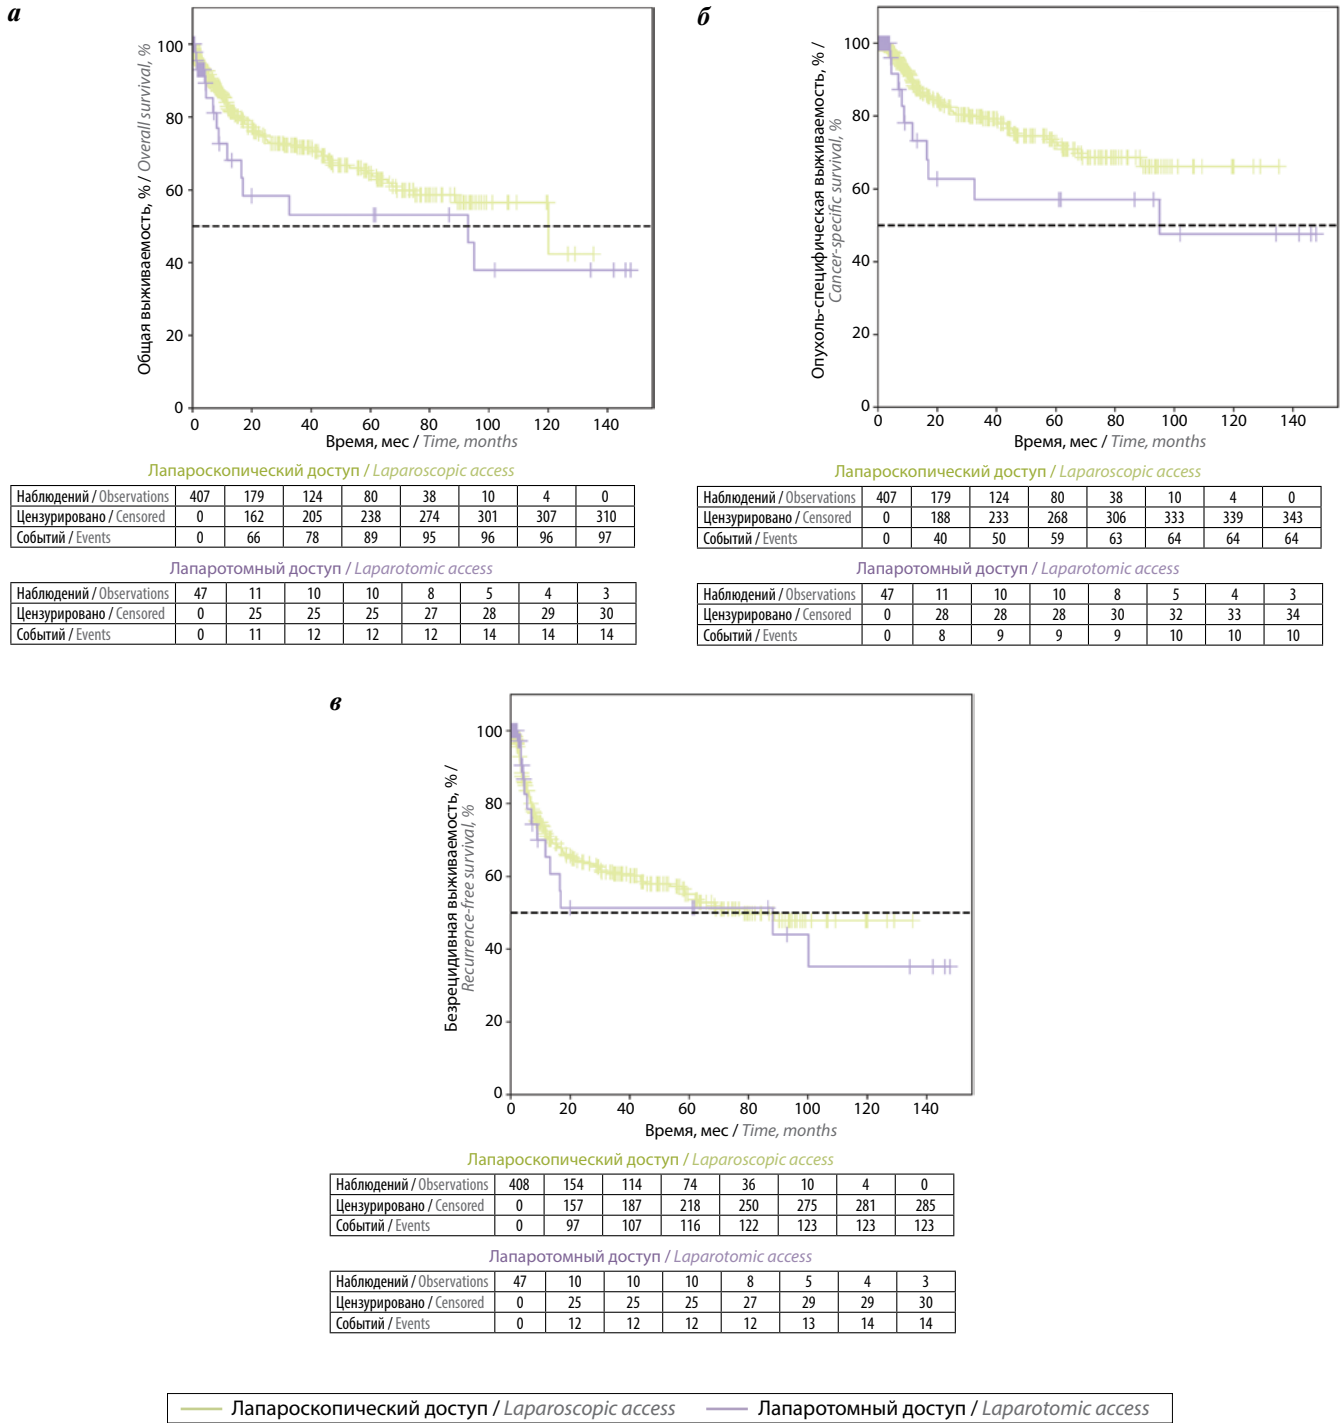 а
Общая выживаемость, % / Overall survival, %
100
80
60
40
20
0
0 20 40 60 80 100 120 140
Время, мес / Time, months
Лапароскопический доступ / Laparoscopic access
Наблюдений / Observations 407 179 124 80 38 10 4 0
Цензурировано / Censored 0 162 205 238 274 301 307 310
Событий / Events 0 66 78 89 95 96 96 97
Лапаротомный доступ / Laparotomic access
Наблюдений / Observations 47 11 10 10 8 5 4 3
Цензурировано / Censored 0 25 25 25 27 28 29 30
Событий / Events 0 11 12 12 12 14 14 14
б
Опухоль-специфическая выживаемость, % /
Cancer-specific survival, %
100
80
60
40
20
0
0 20 40 60 80 100 120 140
Время, мес / Time, months
Лапароскопический доступ / Laparoscopic access
Наблюдений / Observations 407 179 124 80 38 10 4 0
Цензурировано / Censored 0 188 233 268 306 333 339 343
Событий / Events 0 40 50 59 63 64 64 64
Лапаротомный доступ / Laparotomic access
Наблюдений / Observations 47 11 10 10 8 5 4 3
Цензурировано / Censored 0 28 28 28 30 32 33 34
Событий / Events 0 8 9 9 9 10 10 10
в
Безрецидивная выживаемость, % /
Recurrence-free survival, %
100
80
60
40
20
0
0 20 40 60 80 100 120 140
Время, мес / Time, months
Лапароскопический доступ / Laparoscopic access
Наблюдений / Observations 408 154 114 74 36 10 4 0
Цензурировано / Censored 0 157 187 218 250 275 281 285
Событий / Events 0 97 107 116 122 123 123 123
Лапаротомный доступ / Laparotomic access
Наблюдений / Observations 47 10 10 10 8 5 4 3
Цензурировано / Censored 0 25 25 25 27 29 29 30
Событий / Events 0 12 12 12 12 13 14 14
Лапароскопический доступ / Laparoscopic access Лапаротомный доступ / Laparotomic access